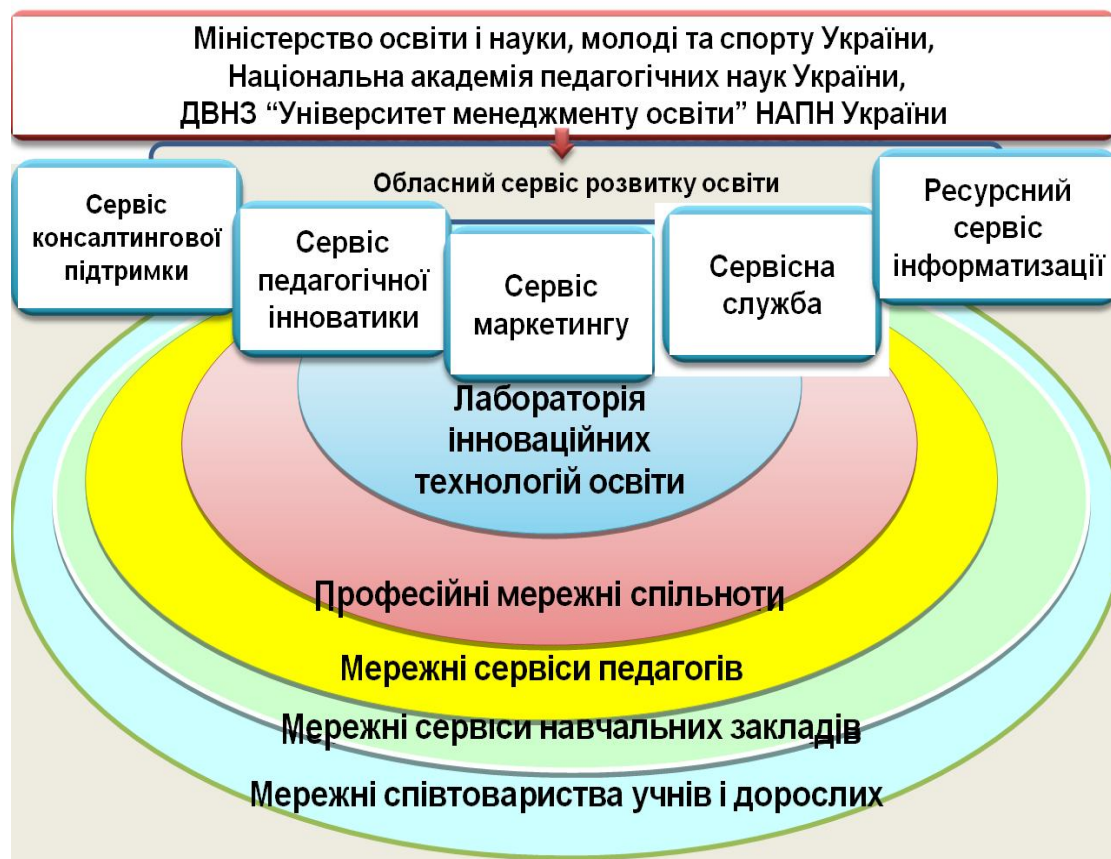 Міністерство освіти і науки, молоді та спорту України,
Національна академія педагогічних наук України,
ДВНЗ “Університет менеджменту освіти” НАПН України
Обласний сервіс розвитку освіти
Сервіс
консалтингової
підтримки
Сервіс
педагогічної
інноватики
Сервіс
маркетингу
Сервісна
служба
Ресурсний
сервіс
інформатизації
Лабораторія
інноваційних
технологій освіти
Професійні мережні спільноти
Мережні сервіси педагогів
Мережні сервіси навчальних закладів
Мережні співтовариства учнів і дорослих